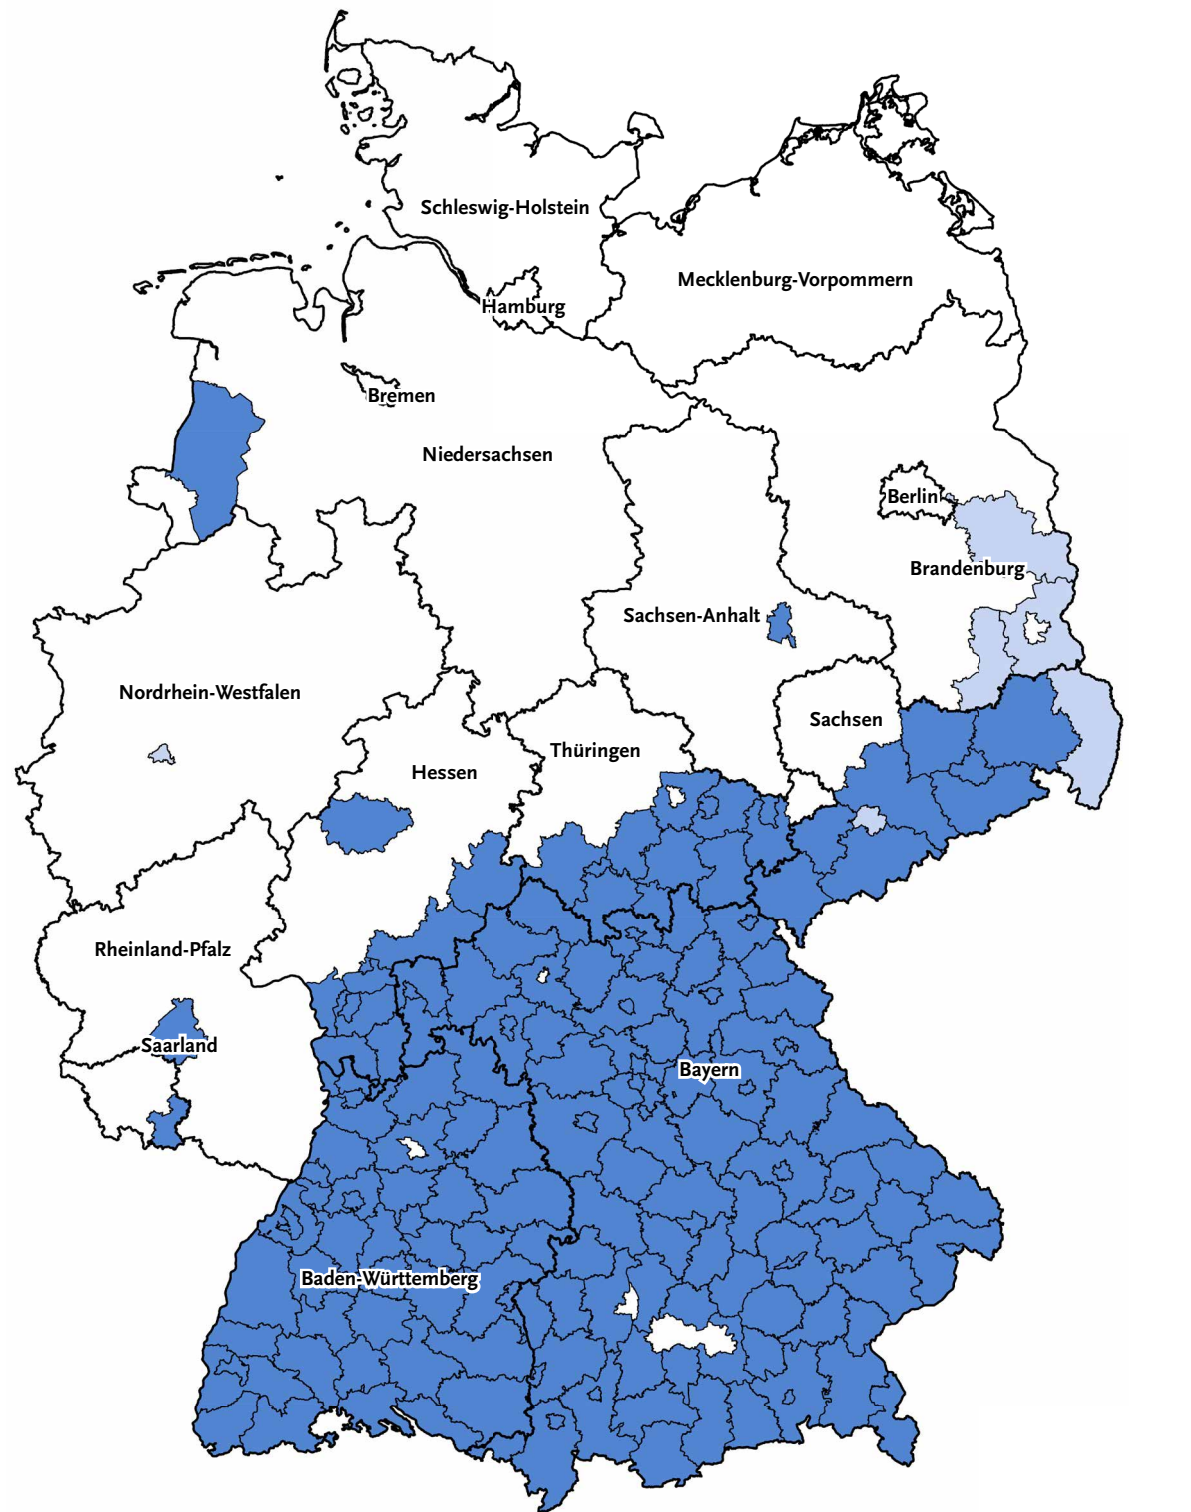 Schleswig-Holstein
Mecklenburg-Vorpommern
Hamburg
Bremen
Niedersachsen
Berlin
Brandenburg
Sachsen-Anhalt
Nordrhein-Westfalen
Sachsen
Thüringen
Hessen
Rheinland-Pfalz
Saarland
Bayern
Baden-Württemberg